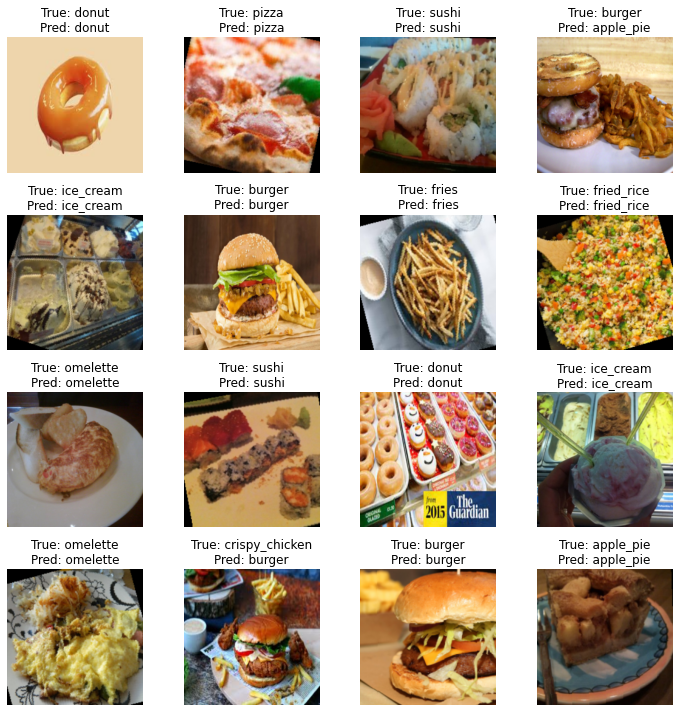 True: donut
Pred: donut
True: pizza
Pred: pizza
True: sushi
Pred: sushi
True: burger
Pred: apple_pie
True: ice_cream
Pred: ice_cream
True: burger
Pred: burger
True: fries
Pred: fries
True: fried_rice
Pred: fried_rice
True: omelette
Pred: omelette
True: sushi
Pred: sushi
True: donut
Pred: donut
from
2015
The
Guardian
True: ice_cream
Pred: ice_cream
True: omelette
Pred: omelette
True: crispy_chicken
Pred: burger
True: burger
Pred: burger
True: apple_pie
Pred: apple_pie